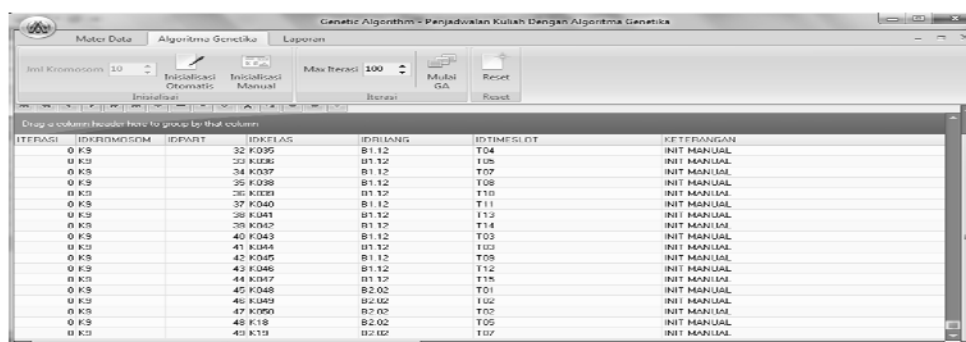 Genetic Algorithm - Penjadwalan Kuliah Dengan Algoritma Genetika
Mater Data Algoritma Genetika Laporan
Jml Kromosom 10 Inisialisasi Otomatis Inisialisasi Manual Max Iterasi 100 Mulai GA Reset
Inisialisasi Iterasi Reset
Drag a column header here to group by that column
ITERASI IDKROMOSOM IDPART IDKELAS IDRUANG IDTIMESLOT KETERANGAN
0 K9 32 K035 B1.12 T04 INIT MANUAL
0 K9 33 K036 B1.12 T05 INIT MANUAL
0 K9 34 K037 B1.12 T07 INIT MANUAL
0 K9 35 K038 B1.12 T08 INIT MANUAL
0 K9 36 K039 B1.12 T10 INIT MANUAL
0 K9 37 K040 B1.12 T11 INIT MANUAL
0 K9 38 K041 B1.12 T13 INIT MANUAL
0 K9 39 K042 B1.12 T14 INIT MANUAL
0 K9 40 K043 B1.12 T03 INIT MANUAL
0 K9 41 K044 B1.12 T03 INIT MANUAL
0 K9 42 K045 B1.12 T09 INIT MANUAL
0 K9 43 K046 B1.12 T12 INIT MANUAL
0 K9 44 K047 B1.12 T15 INIT MANUAL
0 K9 45 K048 B2.02 T01 INIT MANUAL
0 K9 46 K049 B2.02 T02 INIT MANUAL
0 K9 47 K050 B2.02 T02 INIT MANUAL
0 K9 48 K18 B2.02 T05 INIT MANUAL
0 K9 49 K19 B2.02 T07 INIT MANUAL